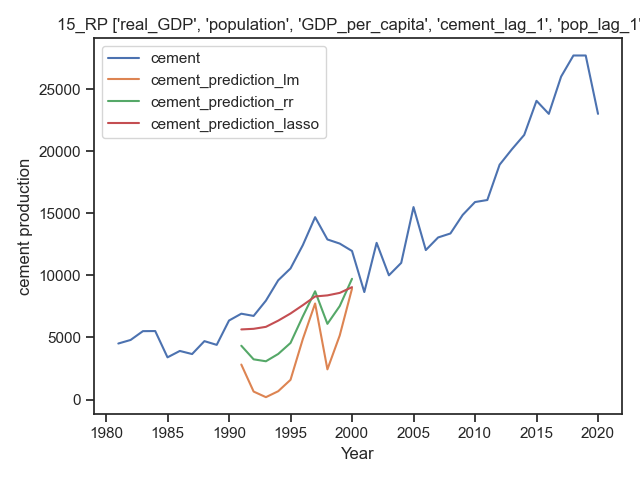 15_RP ['real_GDP', 'population', 'GDP_per_capita', 'cement_lag_1', 'pop_lag_1'
cement
cement_prediction_lm
cement_prediction_rr
cement_prediction_lasso
25000
20000
15000
10000
5000
0
cement production
1980 1985 1990 1995 2000 2005 2010 2015 2020
Year